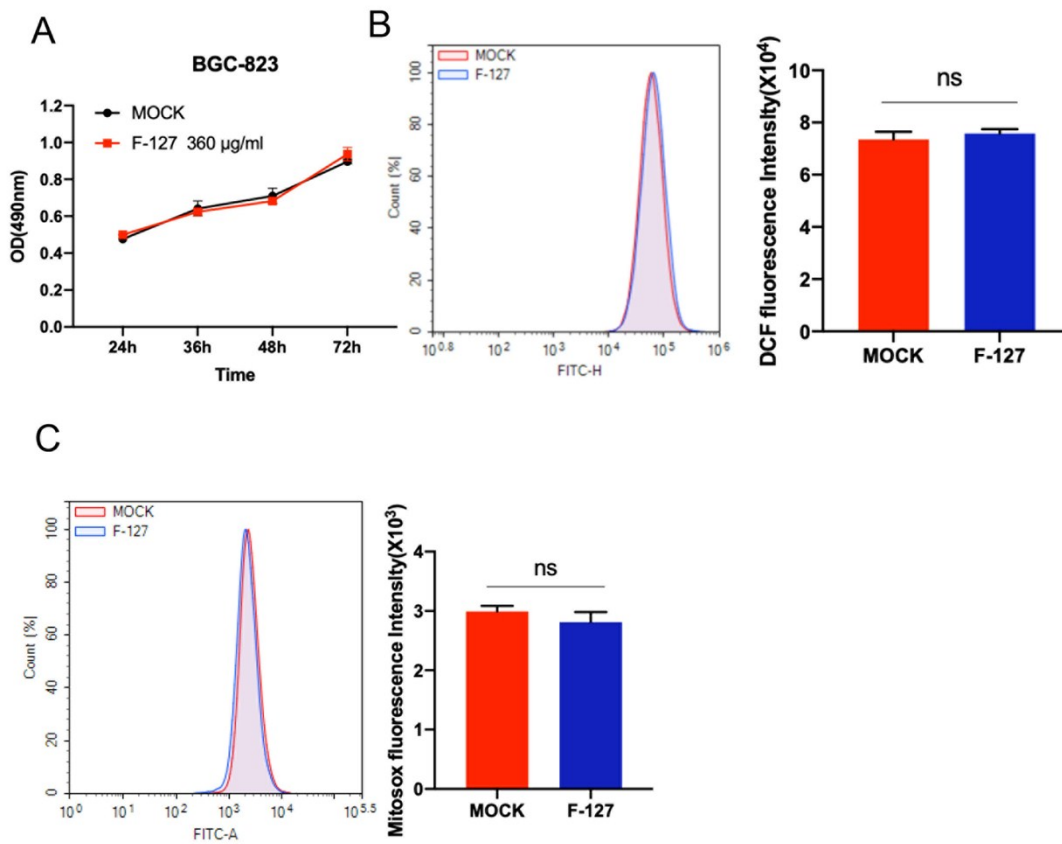 A
BGC-823
MOCK
F-127 360 μg/ml
OD(490nm)
1.2
1.0
0.8
0.6
0.4
0.2
0.0
24h 36h 48h 72h
Time
B
MOCK
F-127
Count (%|
100
80
60
40
20
0
10^0.8 10^2 10^3 10^4 10^5 10^6
FITC-H
DCF fluorescence Intensity(X10^4)
10
8
6
4
2
0
ns
MOCK F-127
C
MOCK
F-127
Count (%|
100
80
60
40
20
0
10^0 10^1 10^2 10^3 10^4 10^5.5
FITC-A
Mitosox fluorescence Intensity(X10^3)
4
3
2
1
0
ns
MOCK F-127